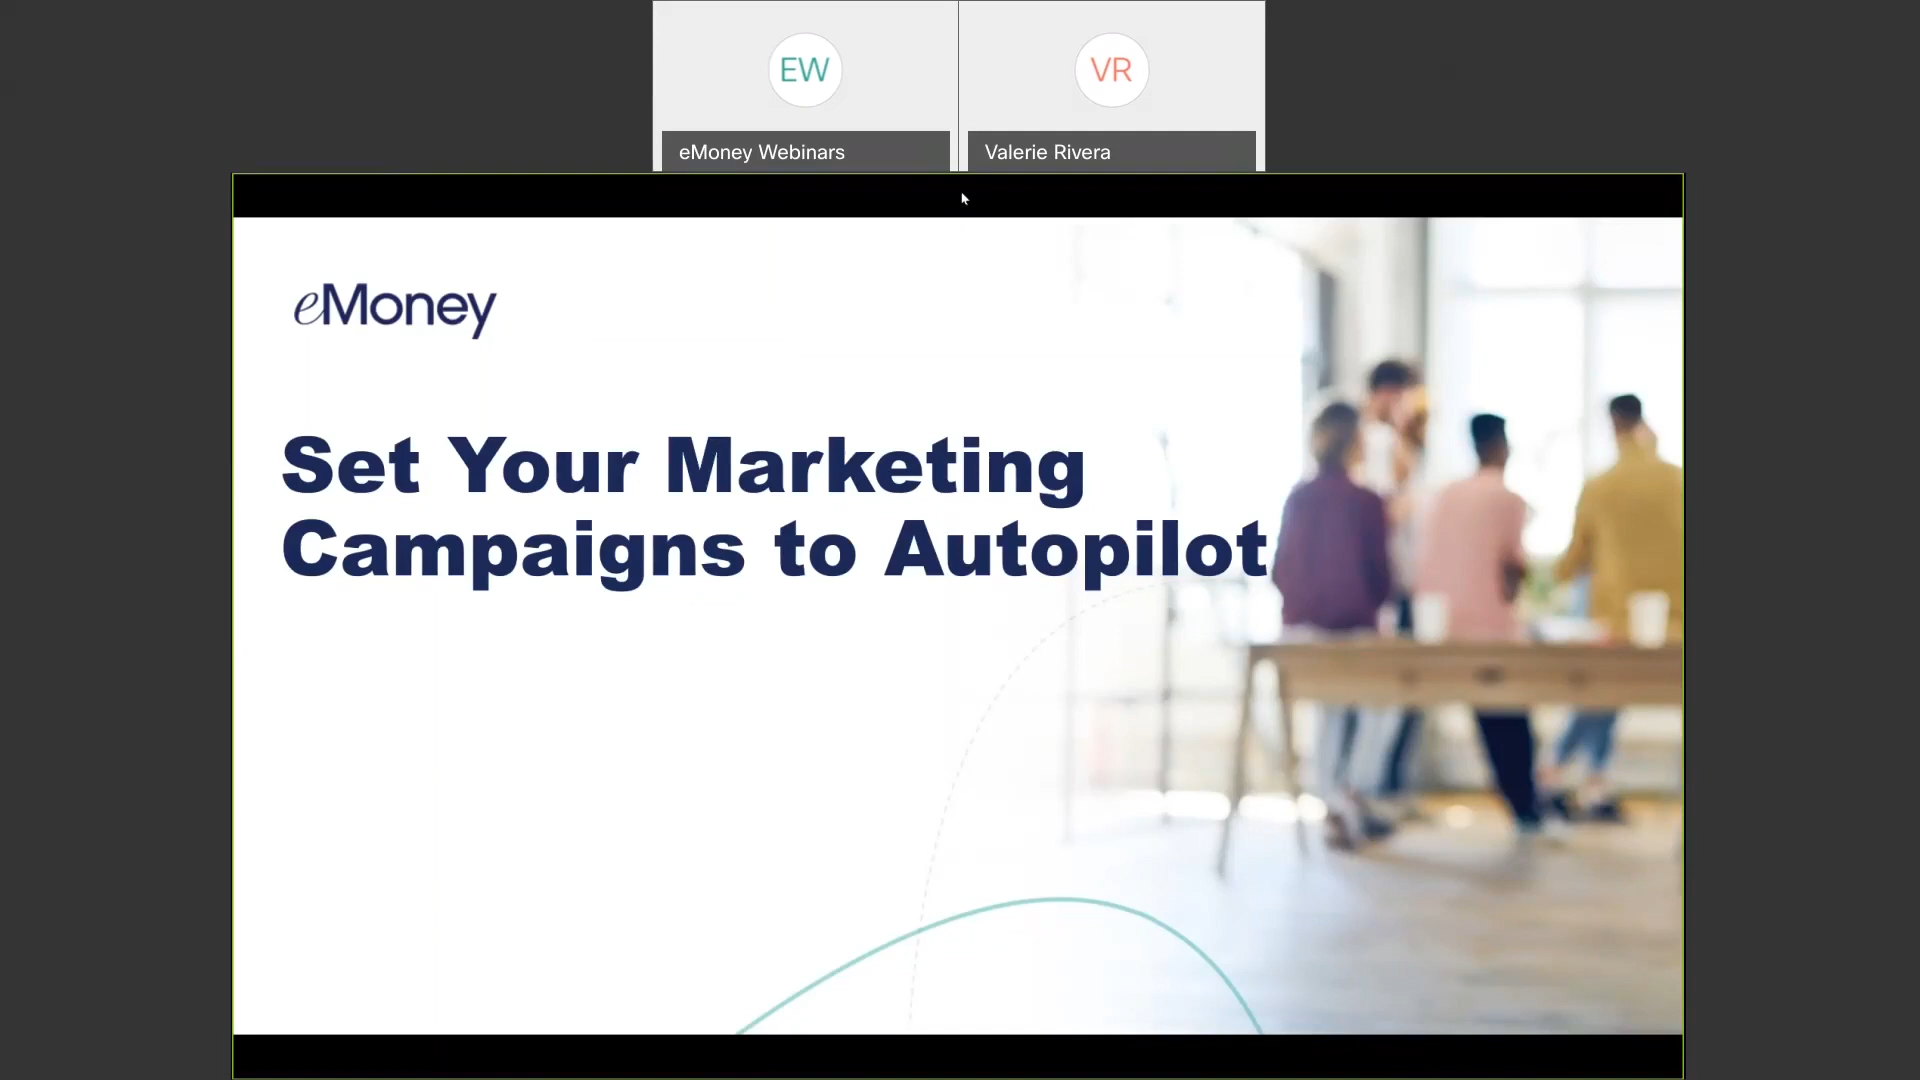 EW
VR
eMoney Webinars
Valerie Rivera
eMoney
Set Your Marketing
Campaigns to Autopilot